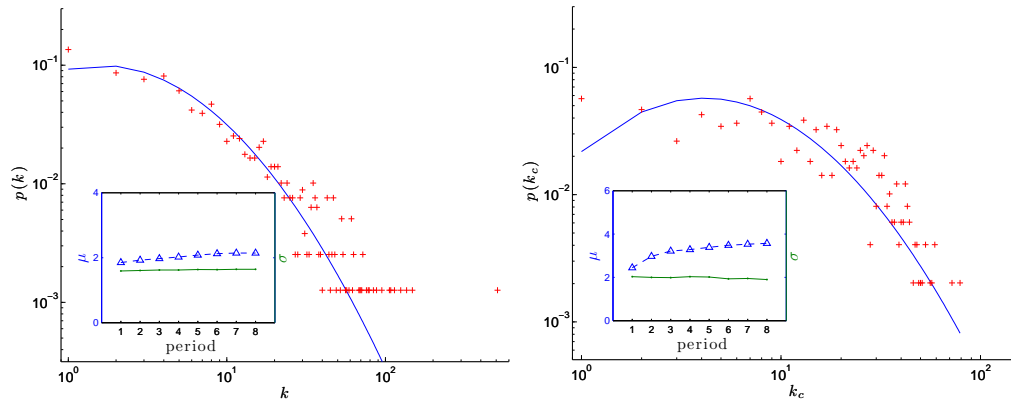 10^-1
10^-2
10^-3
p(k)
4
2
0
μ
σ
1 2 3 4 5 6 7 8
period
10^0 10^1 10^2
k
10^-1
10^-2
10^-3
p(k_c)
6
4
2
0
μ
σ
1 2 3 4 5 6 7 8
period
10^0 10^1 10^2
k_c